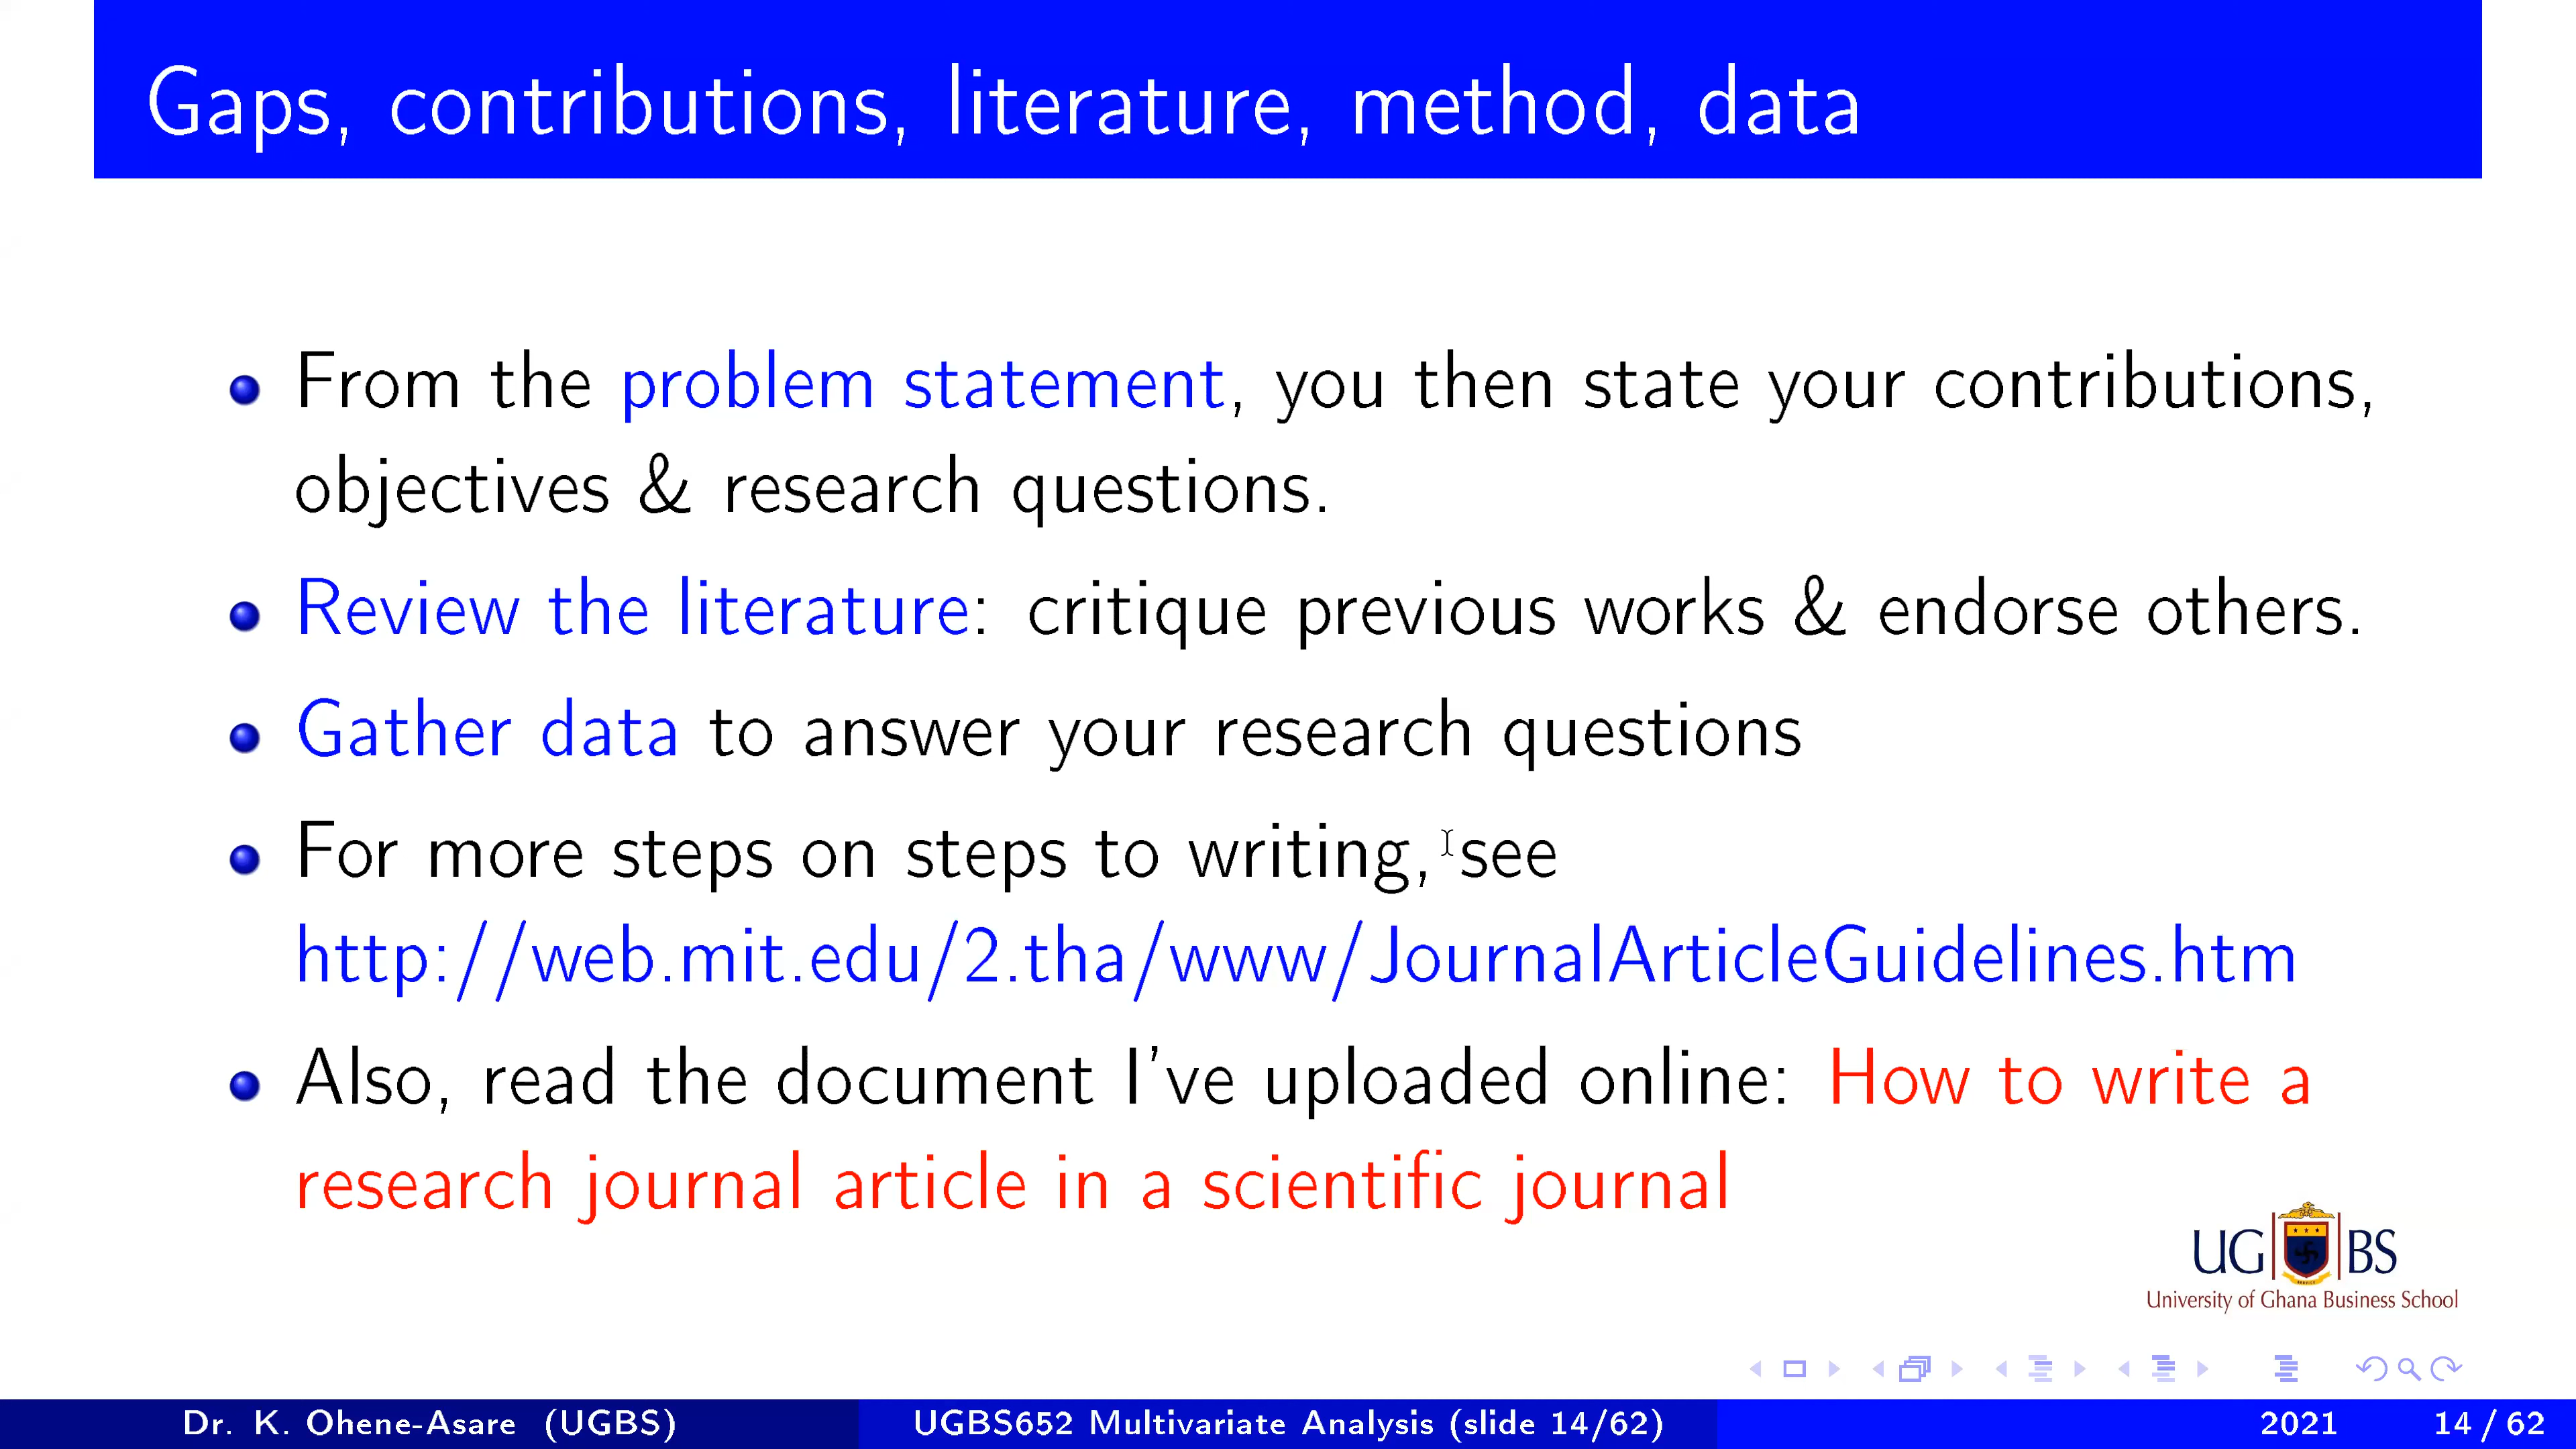 Gaps, contributions, literature, method, data
From the problem statement, you then state your contributions,
objectives & research questions.
Review the literature: critique previous works & endorse others.
Gather data to answer your research questions
For more steps on steps to writing, see
http://web.mit.edu/2.tha/www/JournalArticleGuidelines.htm
Also, read the document I've uploaded online: How to write a
research journal article in a scientific journal
UG BS
University of Ghana Business School
Dr. K. Ohene-Asare (UGBS) UGBS652 Multivariate Analysis (slide 14/62) 2021 14 / 62